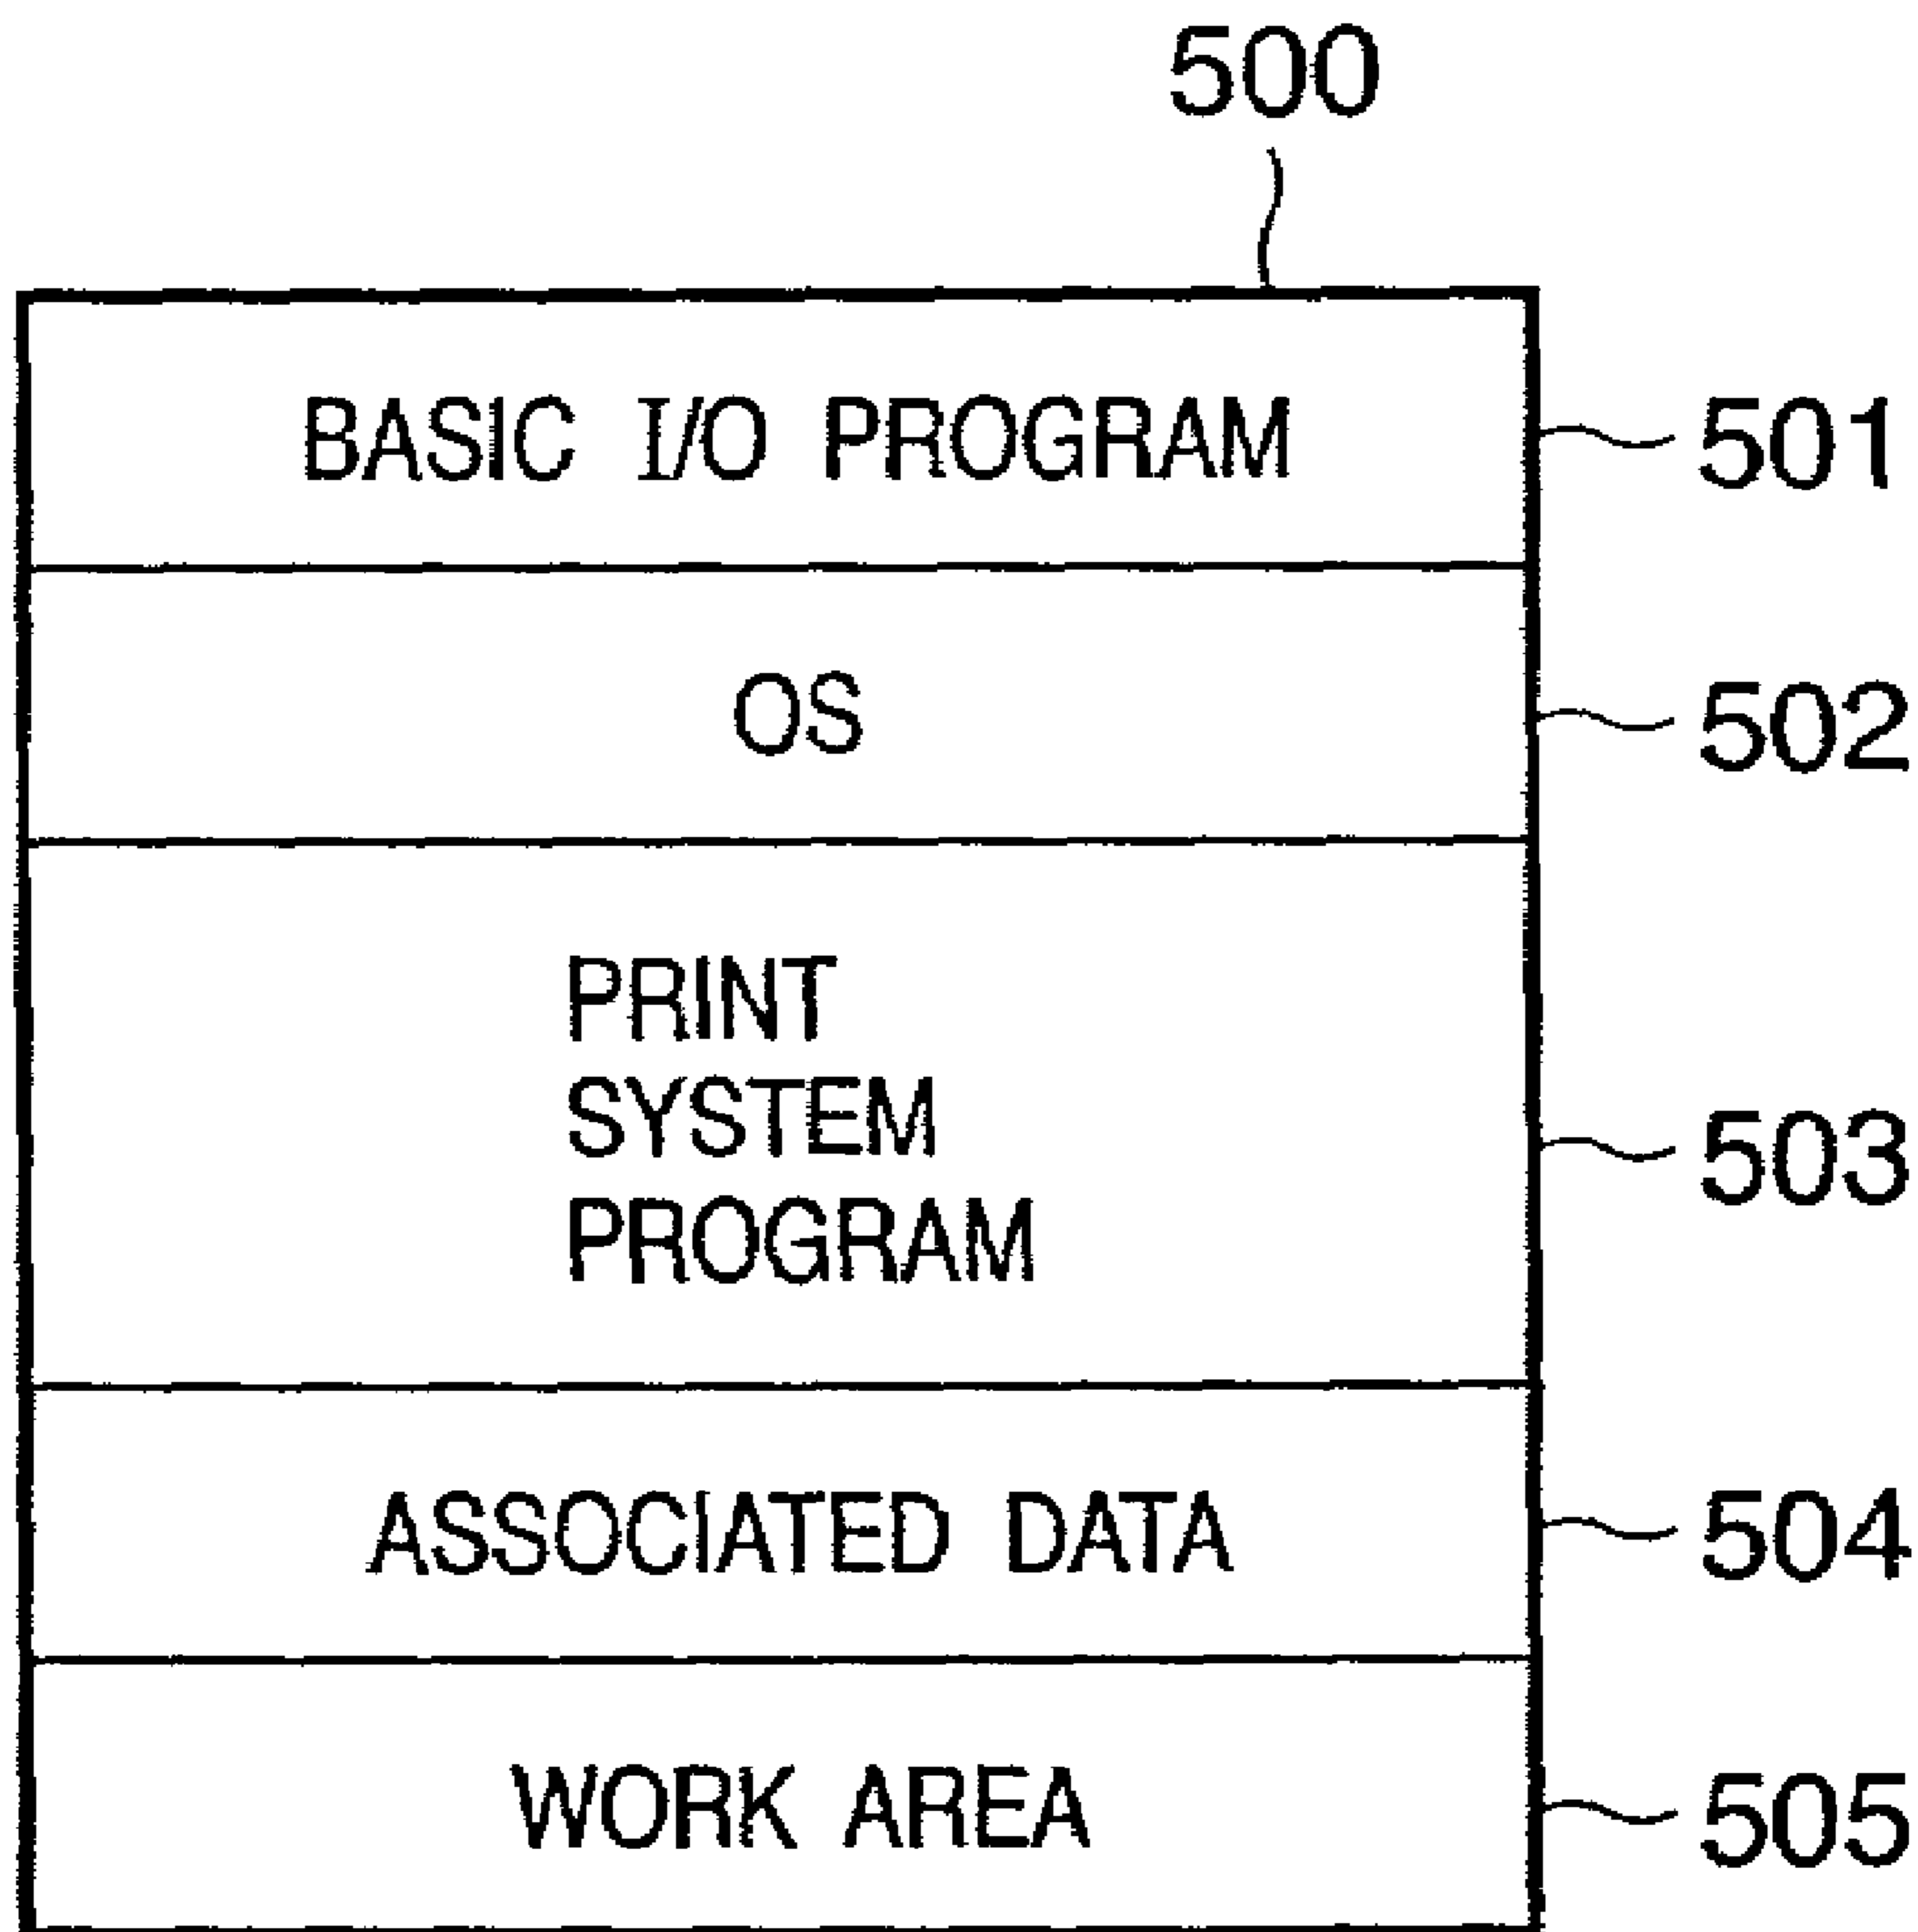 500
BASIC I/O PROGRAM
501
OS
502
PRINT
SYSTEM
PROGRAM
503
ASSOCIATED DATA
504
WORK AREA
505